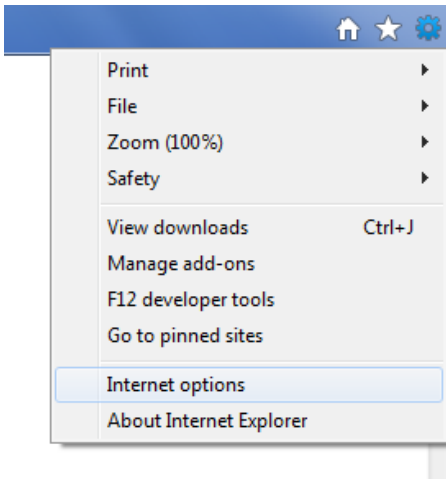 Print
File
Zoom (100%)
Safety
View downloads Ctrl+J
Manage add-ons
F12 developer tools
Go to pinned sites
Internet options
About Internet Explorer